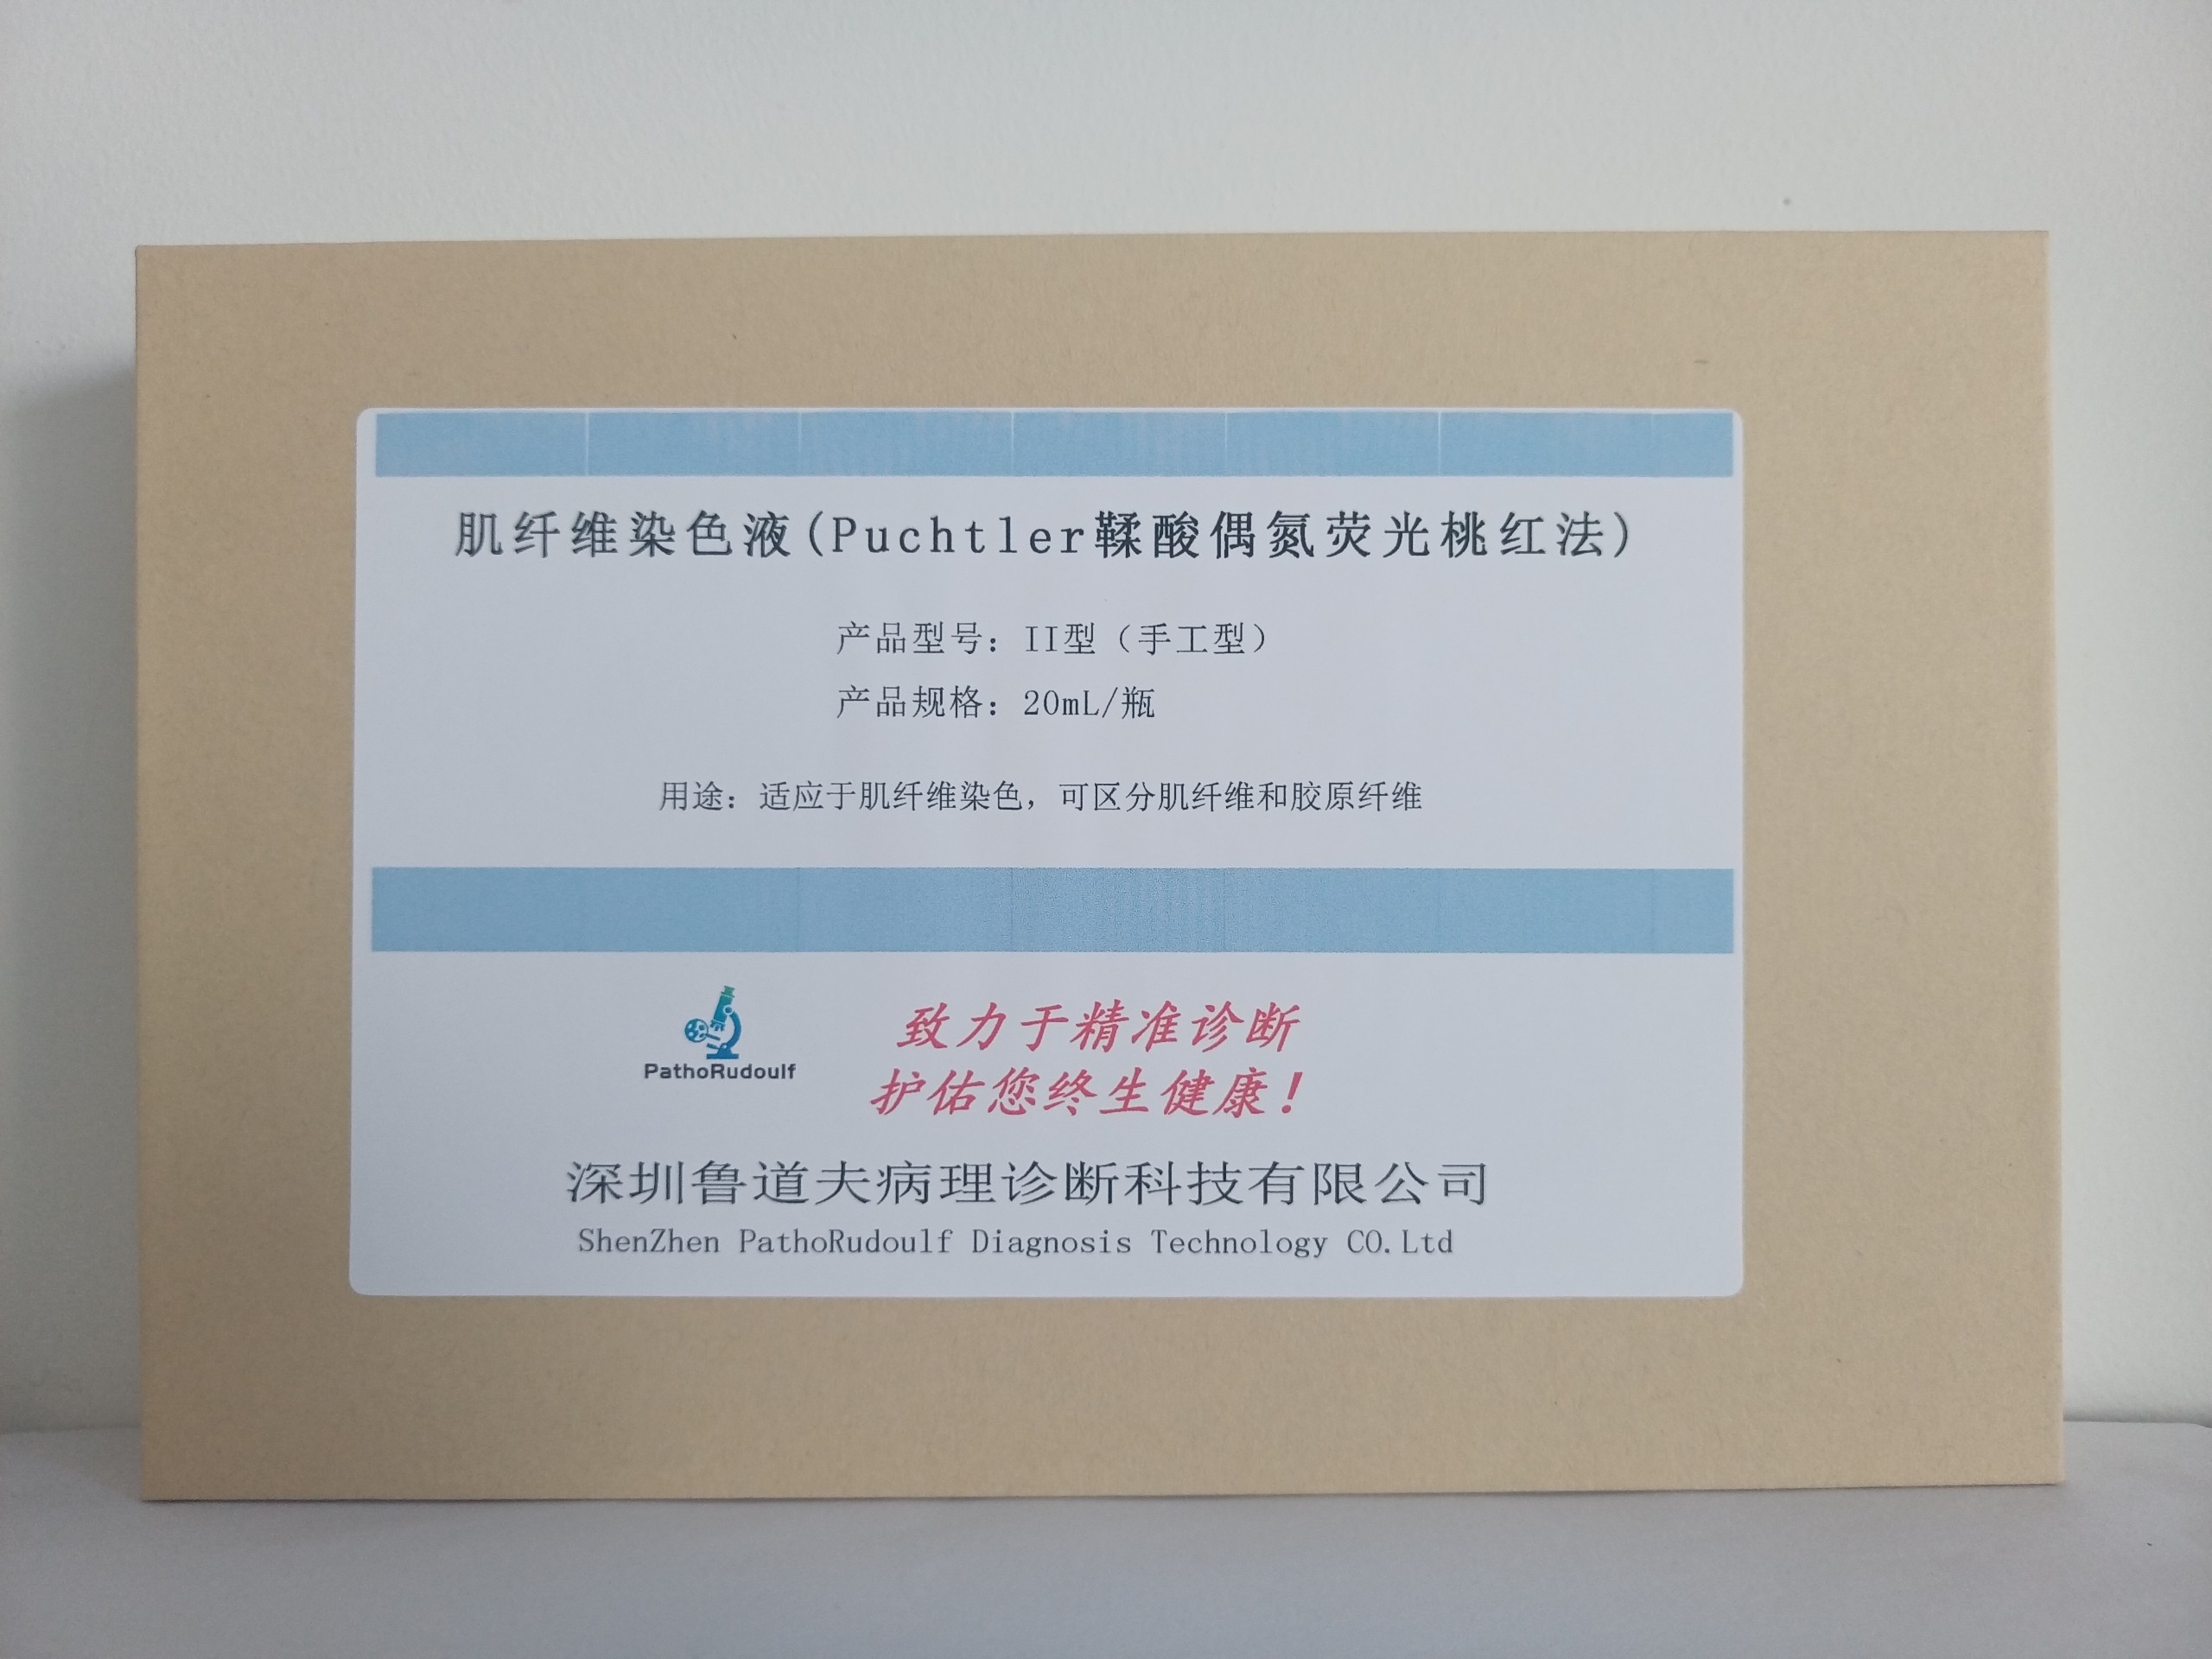 肌纤维染色液(Puchtler鞣酸偶氮荧光桃红法)
产品型号：II型（手工型）
产品规格：20mL/瓶
用途：适应于肌纤维染色，可区分肌纤维和胶原纤维
PathoRudoulf
致力于精准诊断
护佑您终生健康！
深圳鲁道夫病理诊断科技有限公司
ShenZhen PathoRudoulf Diagnosis Technology CO.Ltd